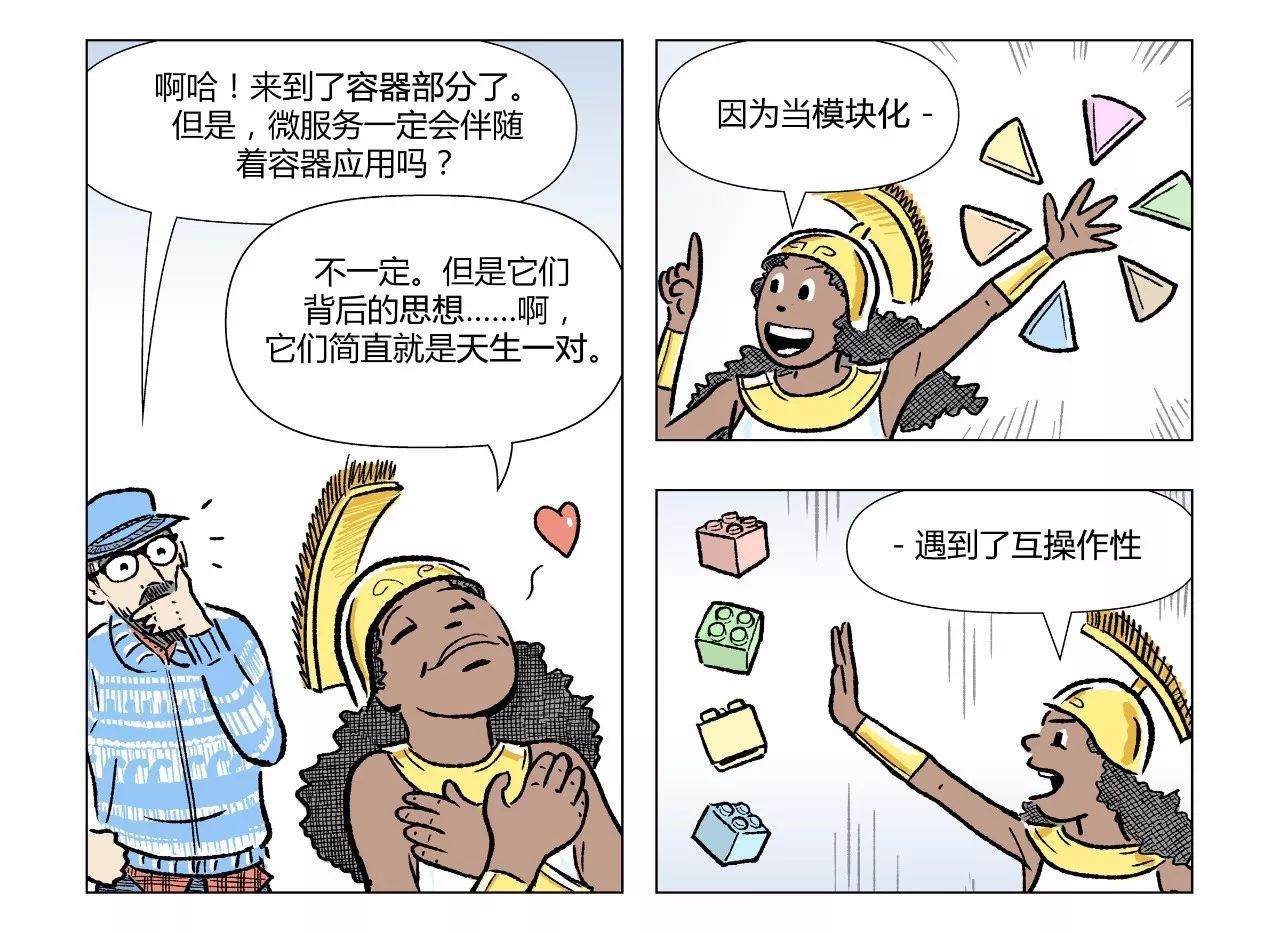 啊哈！来到了容器部分了。
但是，微服务一定会伴随
着容器应用吗？
不一定。但是它们
背后的思想……啊，
它们简直就是天生一对。
因为当模块化 -
- 遇到了互操作性